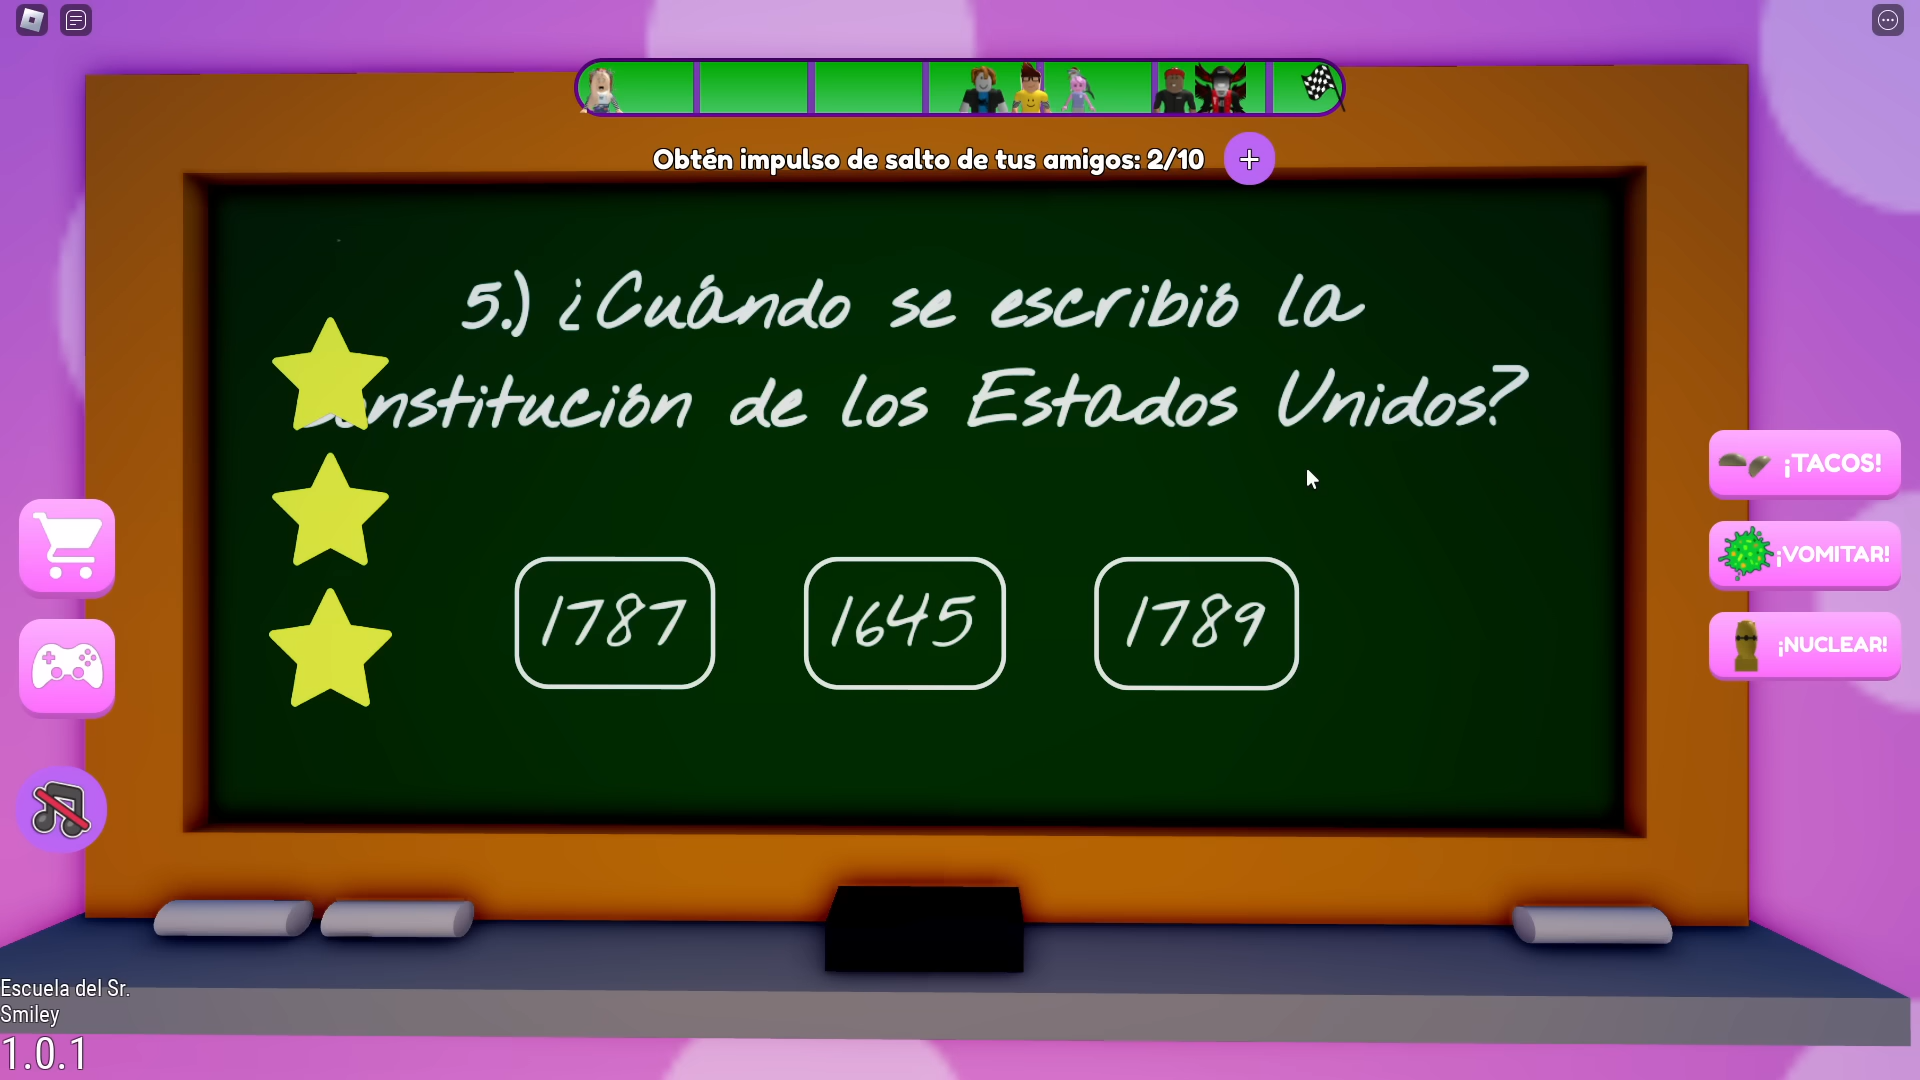 Obtén impulso de salto de tus amigos: 2/10
+
5.) ¿Cuándo se escribió la
Constitución de los Estados Unidos?
1787
1645
1789
¡TACOS!
¡VOMITAR!
¡NUCLEAR!
Escuela del Sr.
Smiley
1.0.1